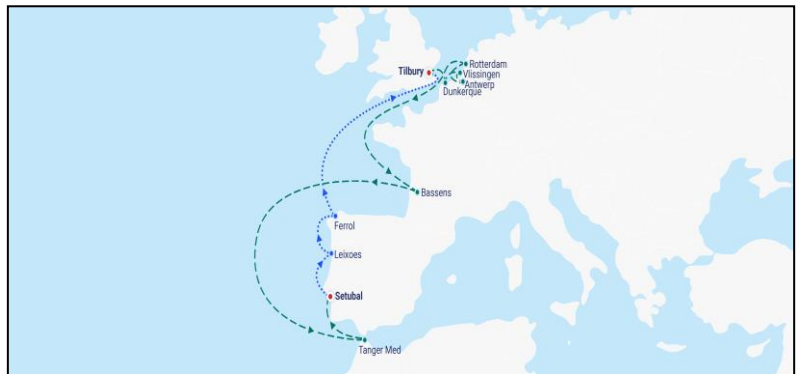 Rotterdam
Tilbury
Vlissingen
Antwerp
Dunkerque
Bassens
Ferrol
Leixoes
Setubal
Tanger Med